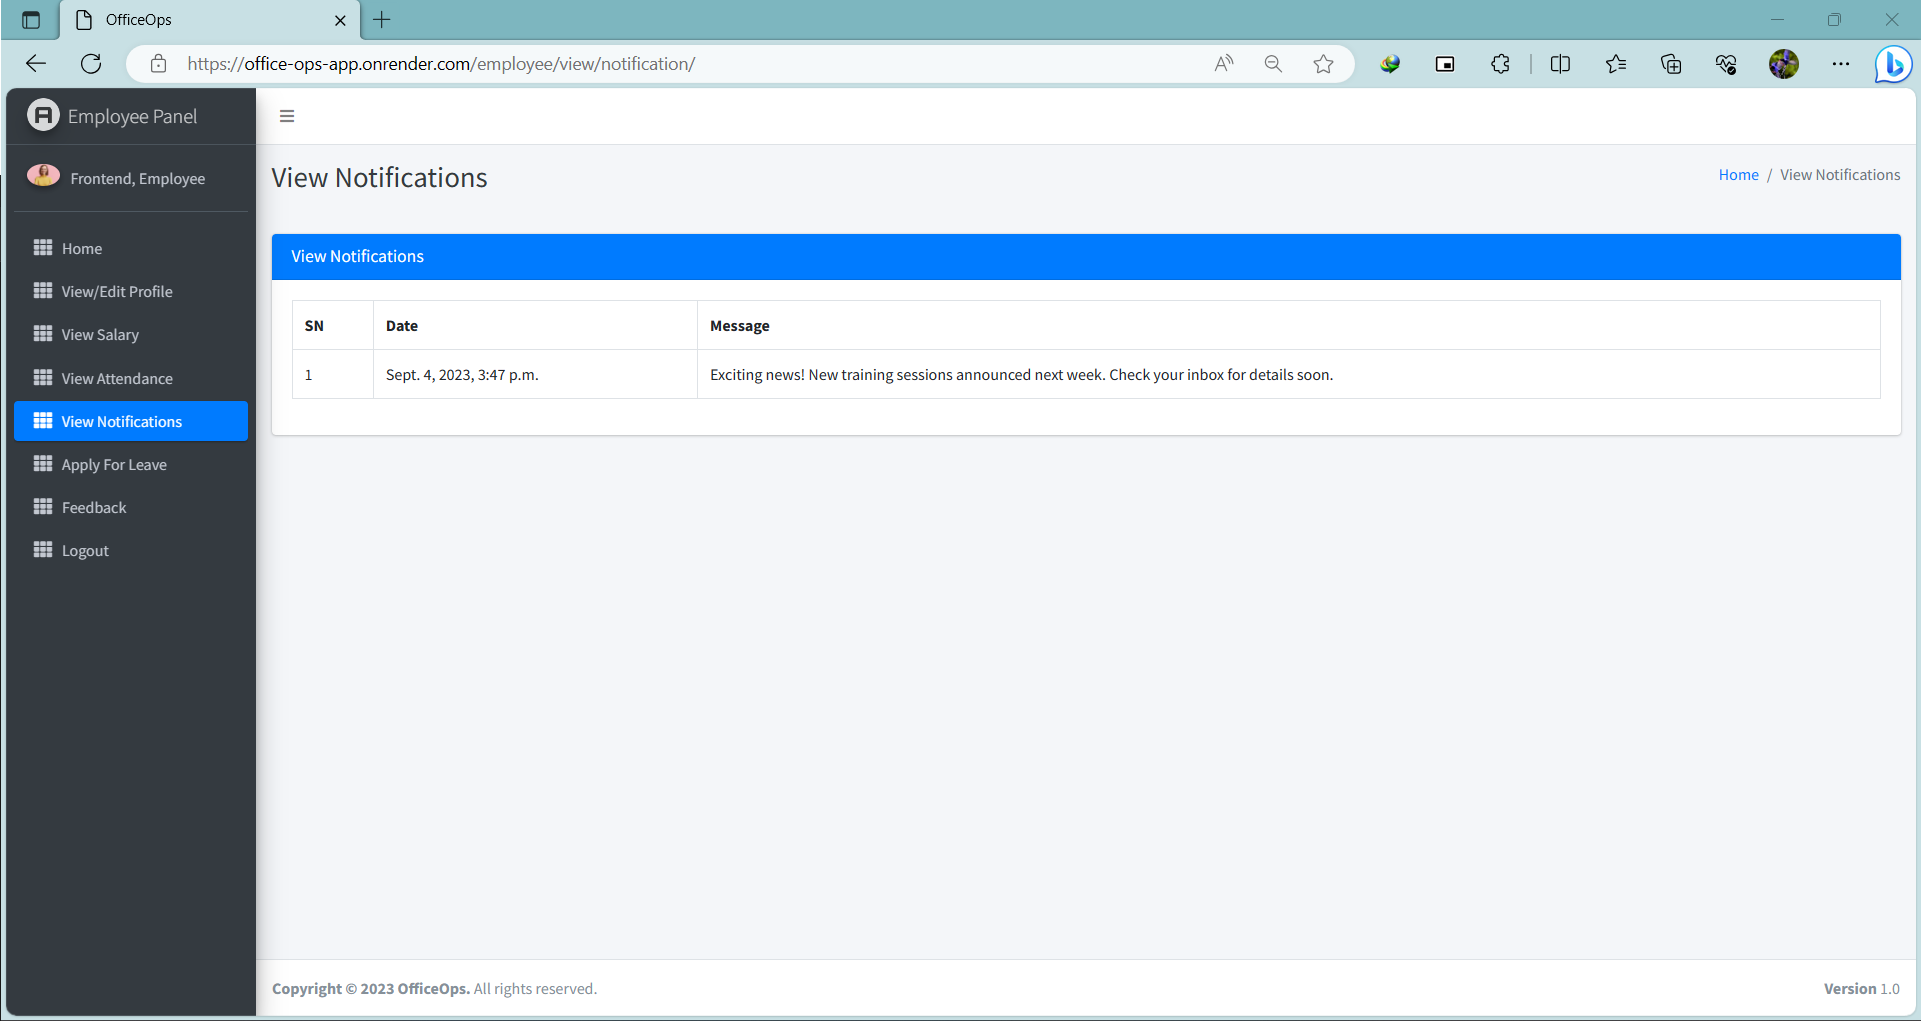 OfficeOps
https://office-ops-app.onrender.com/employee/view/notification/
Employee Panel
Frontend, Employee
Home
View/Edit Profile
View Salary
View Attendance
View Notifications
Apply For Leave
Feedback
Logout
View Notifications
Home / View Notifications
View Notifications
SN Date Message
1 Sept. 4, 2023, 3:47 p.m. Exciting news! New training sessions announced next week. Check your inbox for details soon.
Copyright © 2023 OfficeOps. All rights reserved.
Version 1.0